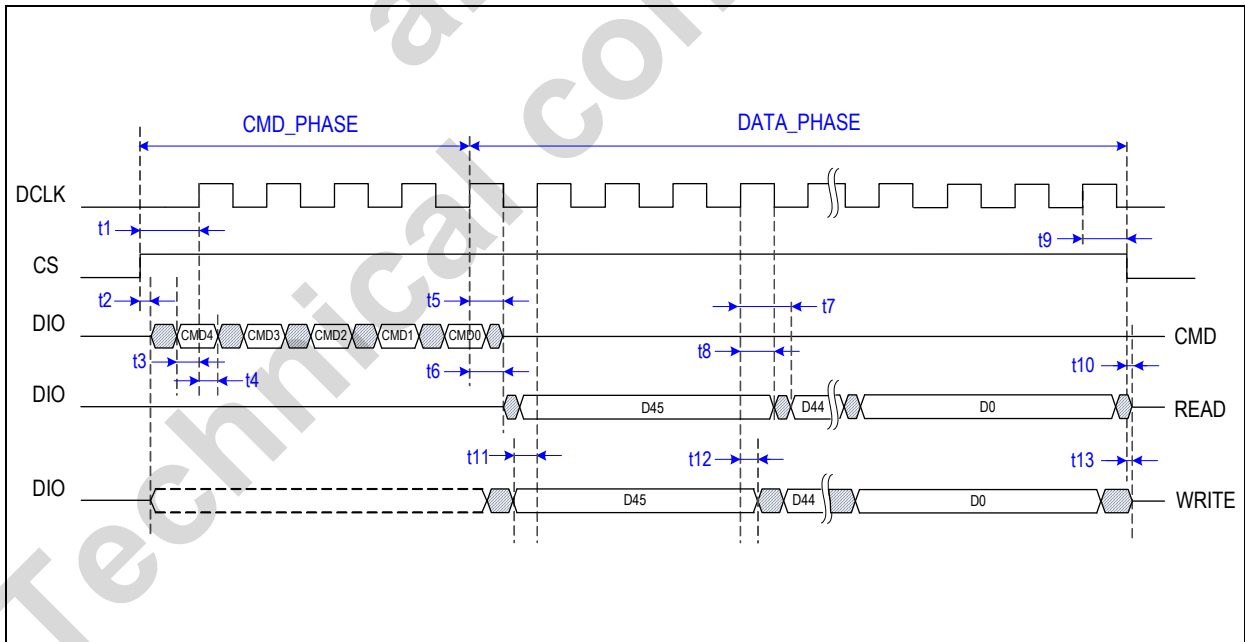 CMD_PHASE DATA_PHASE
DCLK
t1 t9
CS
t2 t5 t7
DIO CMD4 CMD3 CMD2 CMD1 CMD0 CMD
t3 t4 t6 t8 t10
DIO D45 D44 D0 READ
t11 t12 t13
DIO D45 D44 D0 WRITE
Technical con
a